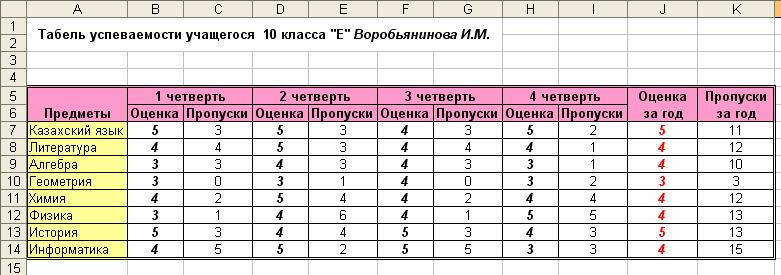 A B C D E F G H I J K
1
2 Табель успеваемости учащегося 10 класса "Е" Воробьянинова И.М.
3
4
5 1 четверть 2 четверть 3 четверть 4 четверть Оценка Пропуски
6 Предметы Оценка Пропуски Оценка Пропуски Оценка Пропуски Оценка Пропуски за год за год
7 Казахский язык 5 3 5 3 4 3 5 2 5 11
8 Литература 4 4 5 3 4 4 4 1 4 12
9 Алгебра 3 3 4 3 4 3 3 1 4 10
10 Геометрия 3 0 3 1 4 0 3 2 3 3
11 Химия 4 2 5 4 4 2 4 4 4 12
12 Физика 3 1 4 6 4 1 5 5 4 13
13 История 5 3 4 4 5 3 4 3 5 13
14 Информатика 4 5 5 2 5 5 3 3 4 15
15